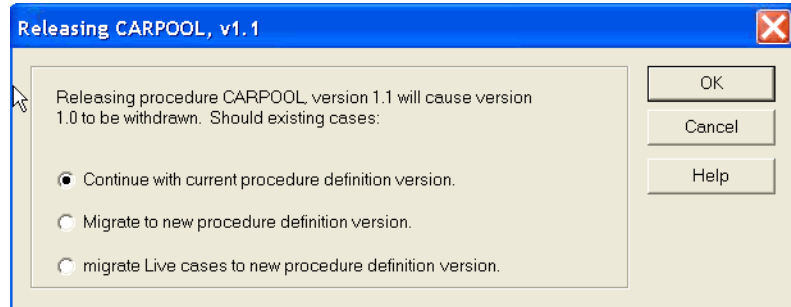 Releasing CARPOOL, v1.1
Releasing procedure CARPOOL, version 1.1 will cause version
1.0 to be withdrawn. Should existing cases:
Continue with current procedure definition version.
Migrate to new procedure definition version.
migrate Live cases to new procedure definition version.
OK
Cancel
Help